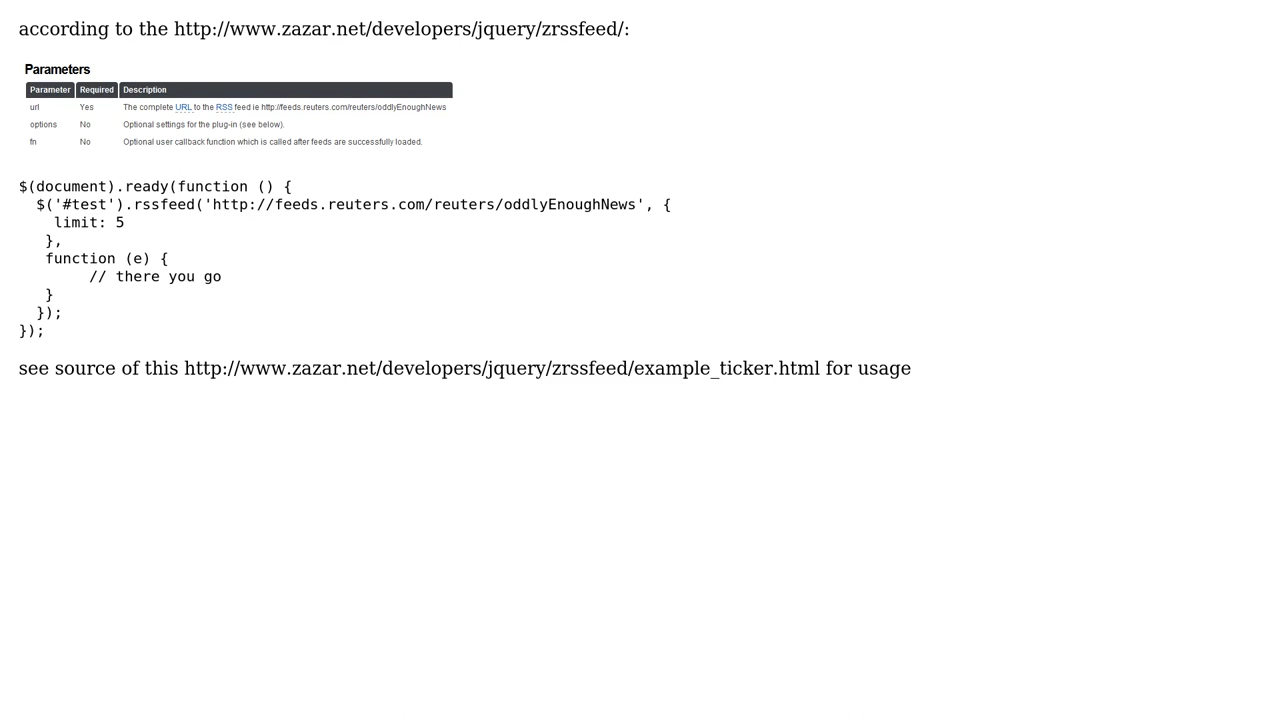 according to the http://www.zazar.net/developers/jquery/zrssfeed/:
Parameters
Parameter Required Description
url Yes The complete URL to the RSS feed ie http://feeds.reuters.com/reuters/oddlyEnoughNews
options No Optional settings for the plug-in (see below).
fn No Optional user callback function which is called after feeds are successfully loaded.
$(document).ready(function () {
  $('#test').rssfeed('http://feeds.reuters.com/reuters/oddlyEnoughNews', {
    limit: 5
   },
   function (e) {
        // there you go
   }
  });
});
see source of this http://www.zazar.net/developers/jquery/zrssfeed/example_ticker.html for usage